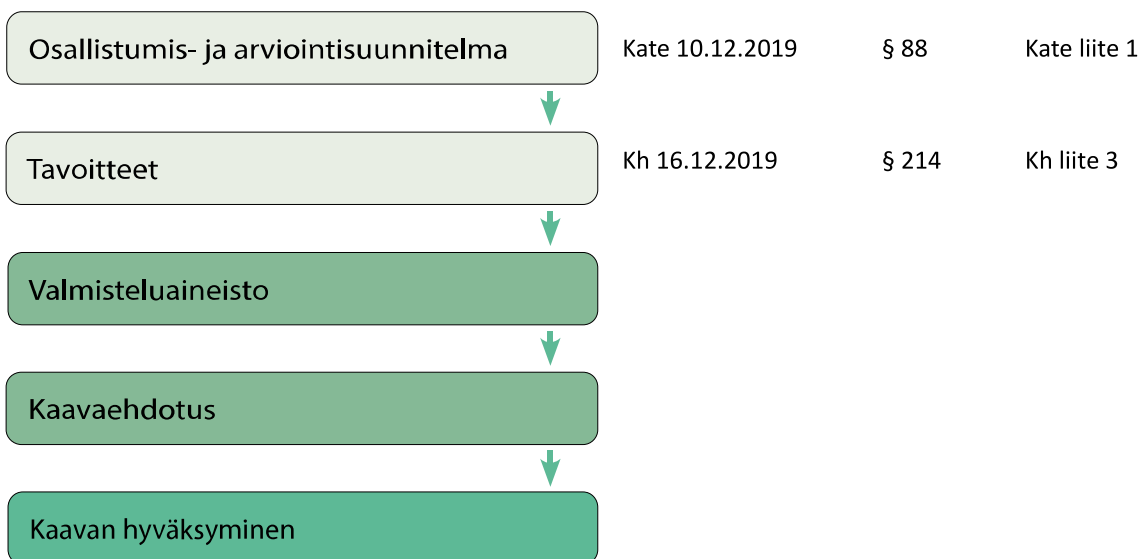 Osallistumis- ja arviointisuunnitelma Kate 10.12.2019 § 88 Kate liite 1
Tavoitteet Kh 16.12.2019 § 214 Kh liite 3
Valmisteluaineisto
Kaavaehdotus
Kaavan hyväksyminen